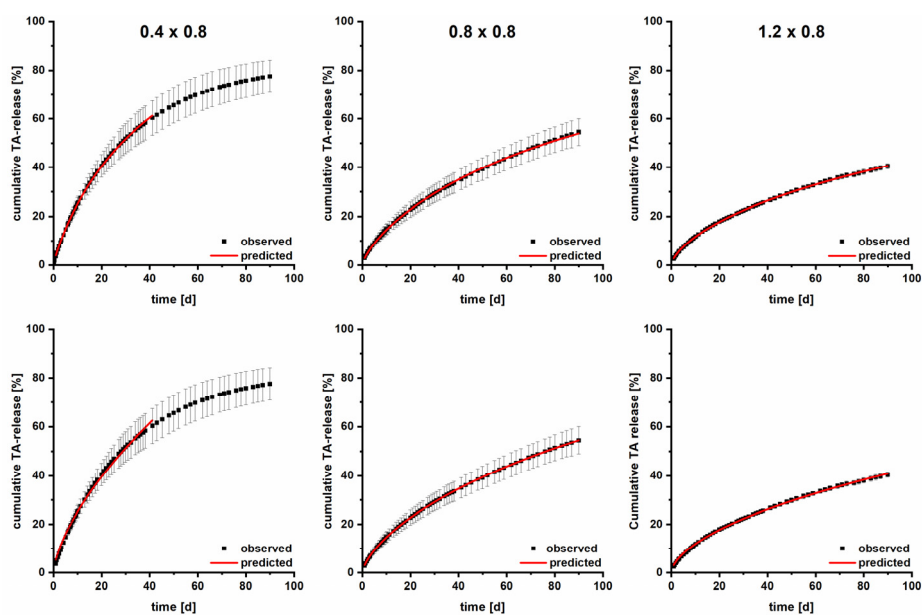 0.4 x 0.8
0.8 x 0.8
1.2 x 0.8
cumulative TA-release [%]
100
80
60
40
20
0
observed
predicted
0 20 40 60 80 100
time [d]
cumulative TA-release [%]
100
80
60
40
20
0
observed
predicted
0 20 40 60 80 100
time [d]
cumulative TA-release [%]
100
80
60
40
20
0
observed
predicted
0 20 40 60 80 100
time [d]
cumulative TA-release [%]
100
80
60
40
20
0
observed
predicted
0 20 40 60 80 100
time [d]
cumulative TA-release [%]
100
80
60
40
20
0
observed
predicted
0 20 40 60 80 100
time [d]
Cumulative TA release [%]
100
80
60
40
20
0
observed
predicted
0 20 40 60 80 100
time [d]